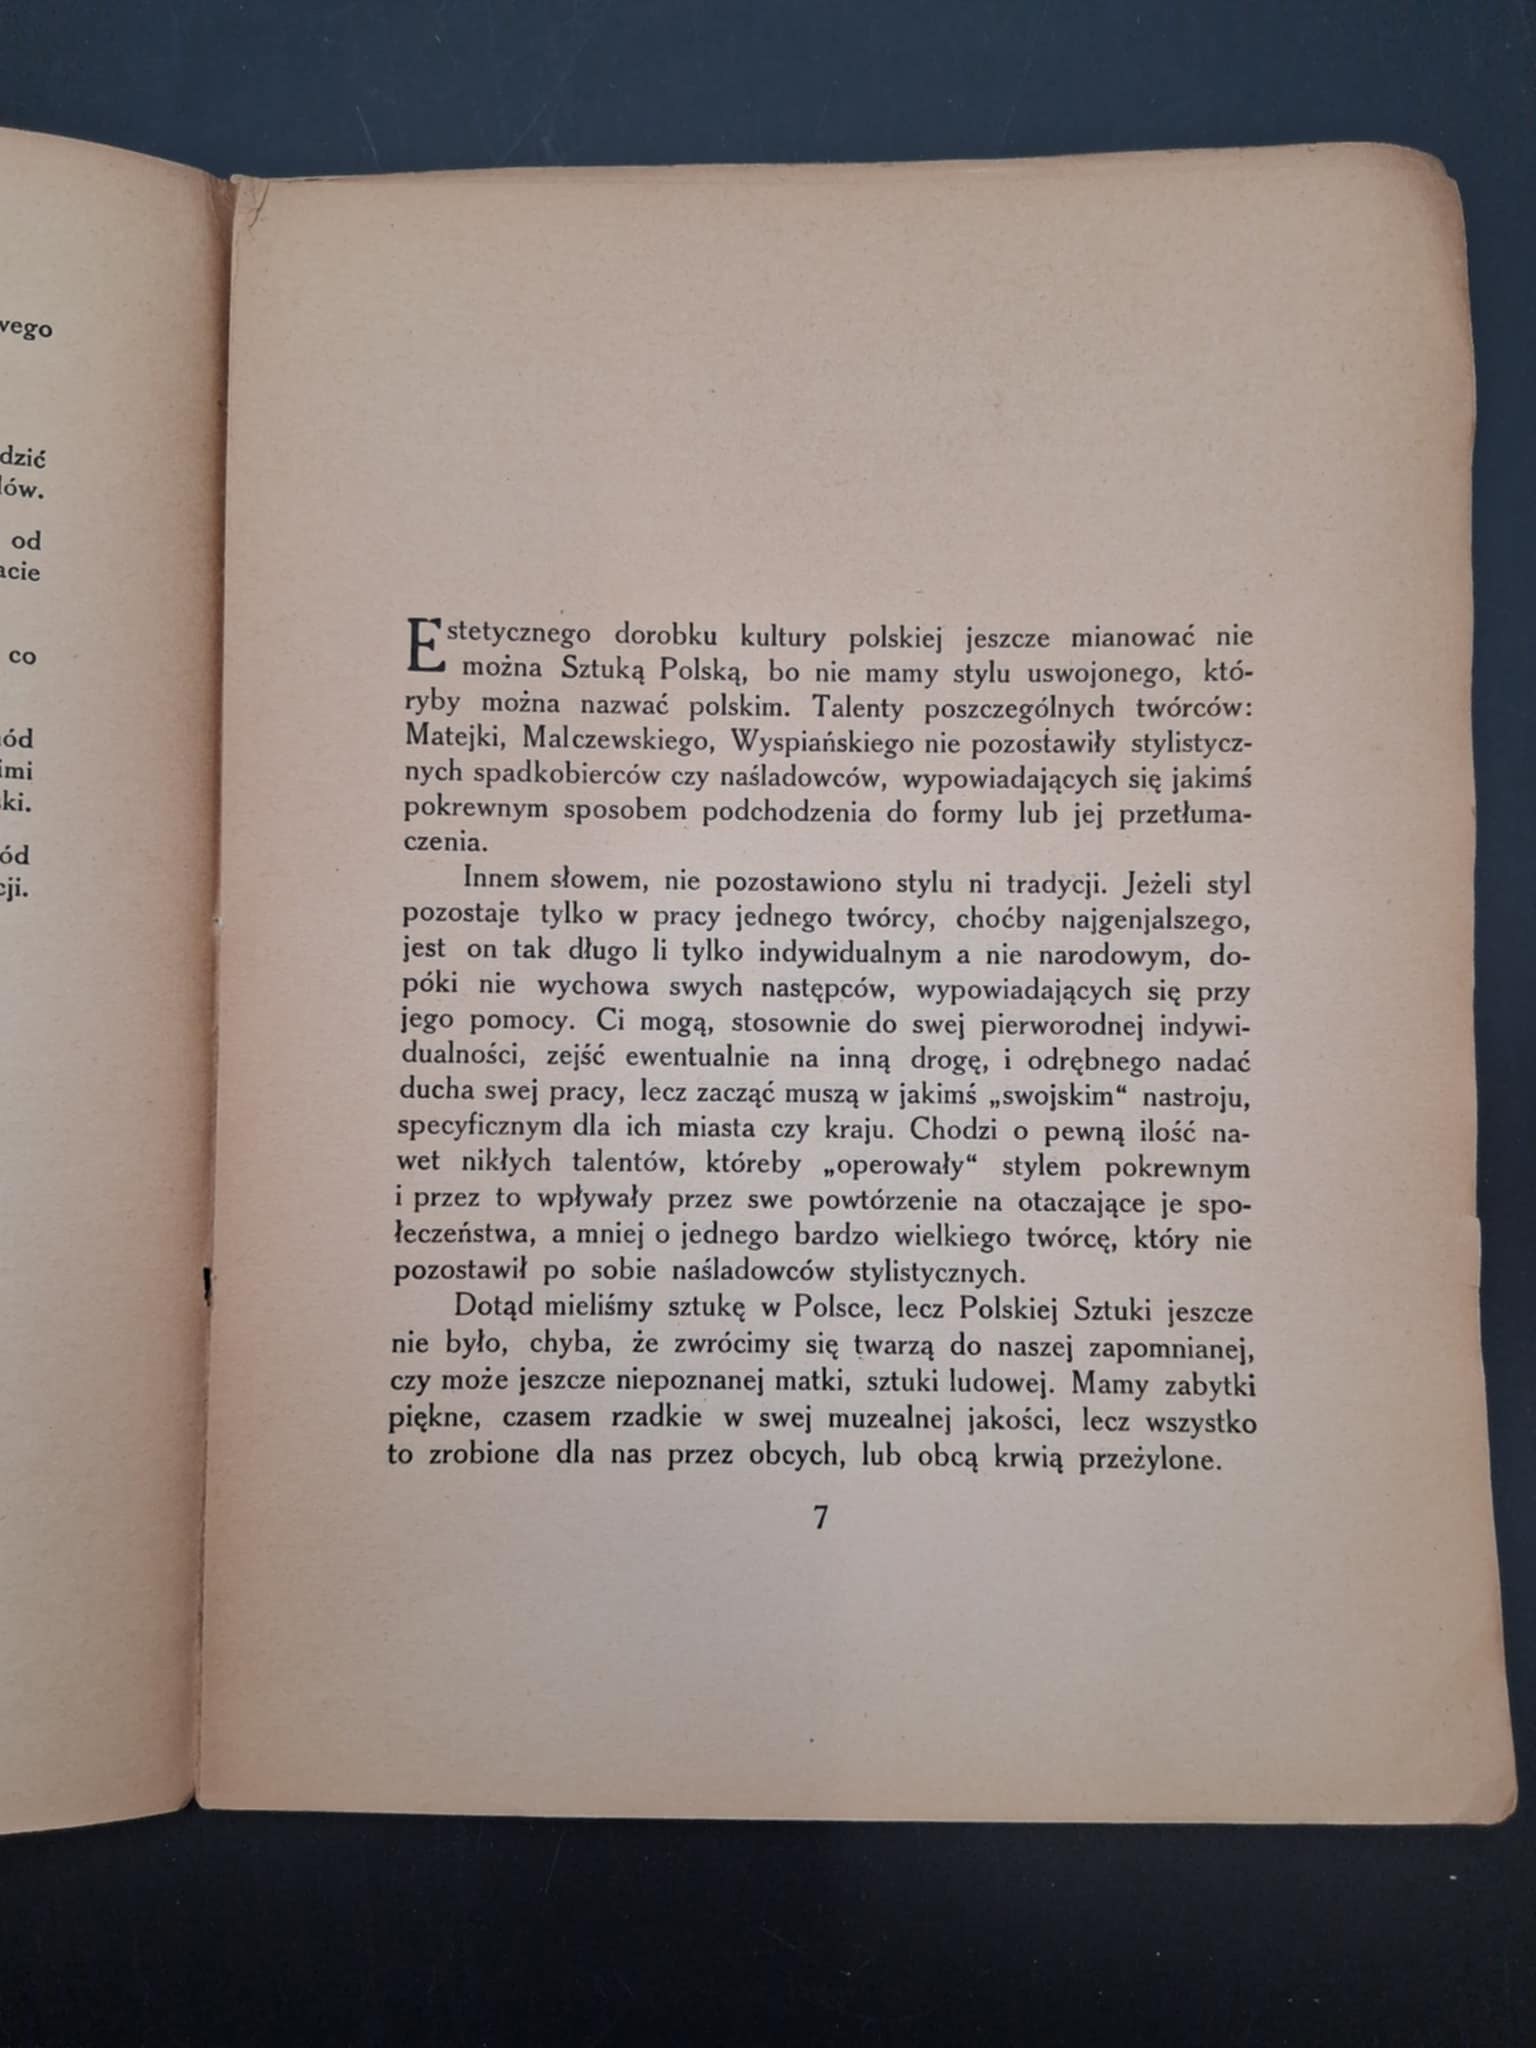 od
co
Estetycznego dorobku kultury polskiej jeszcze mianować nie
można Sztuką Polską, bo nie mamy stylu uswojonego, któ-
ryby można nazwać polskim. Talenty poszczególnych twórców:
Matejki, Malczewskiego, Wyspiańskiego nie pozostawiły stylistycz-
nych spadkobierców czy naśladowców, wypowiadających się jakimś
pokrewnym sposobem podchodzenia do formy lub jej przetłuma-
czenia.
Innem słowem, nie pozostawiono stylu ni tradycji. Jeżeli styl
pozostaje tylko w pracy jednego twórcy, choćby najgenjalszego,
jest on tak długo li tylko indywidualnym a nie narodowym, do-
póki nie wychowa swych następców, wypowiadających się przy
jego pomocy. Ci mogą, stosownie do swej pierworodnej indywi-
dualności, zejść ewentualnie na inną drogę, i odrębnego nadać
ducha swej pracy, lecz zacząć muszą w jakimś „swojskim“ nastroju,
specyficznym dla ich miasta czy kraju. Chodzi o pewną ilość na-
wet nikłych talentów, któreby „operowały“ stylem pokrewnym
i przez to wpływały przez swe powtórzenie na otaczające je spo-
łeczeństwa, a mniej o jednego bardzo wielkiego twórcę, który nie
pozostawił po sobie naśladowców stylistycznych.
Dotąd mieliśmy sztukę w Polsce, lecz Polskiej Sztuki jeszcze
nie było, chyba, że zwrócimy się twarzą do naszej zapomnianej,
czy może jeszcze niepoznanej matki, sztuki ludowej. Mamy zabytki
piękne, czasem rzadkie w swej muzealnej jakości, lecz wszystko
to zrobione dla nas przez obcych, lub obcą krwią przeżylone.
7